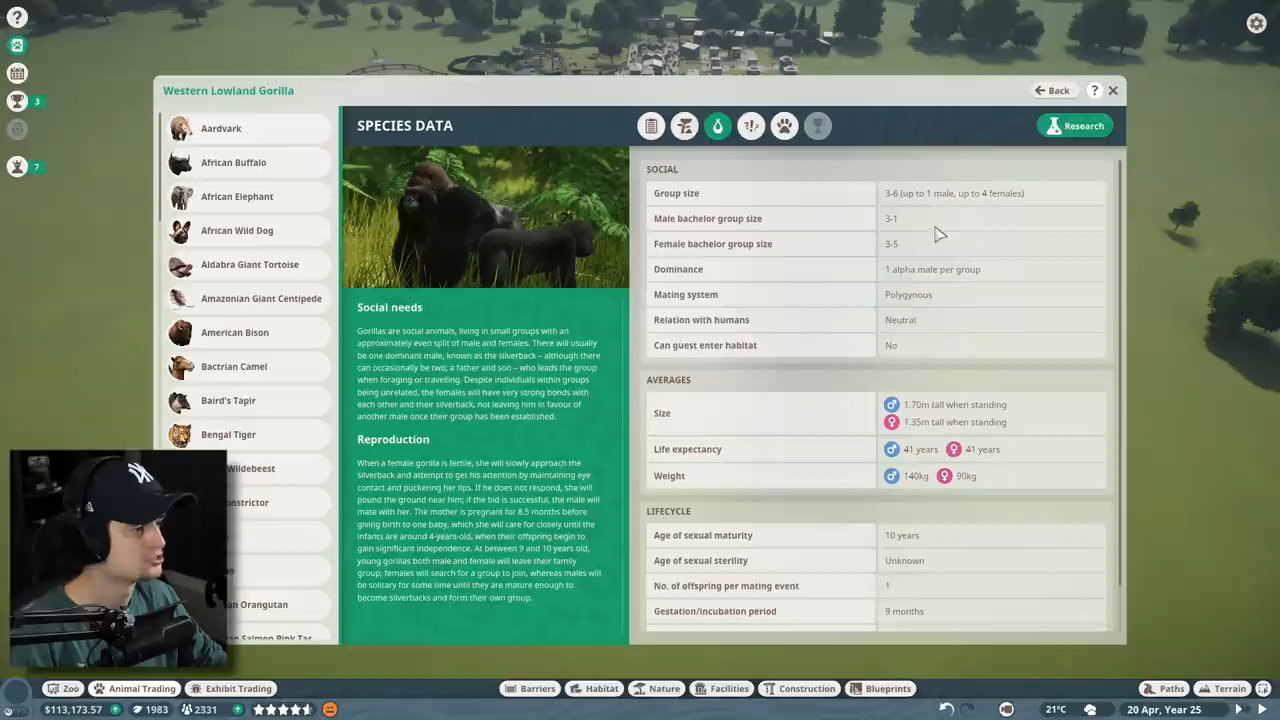 Western Lowland Gorilla
Back
?
SPECIES DATA
Research
3
7
Aardvark
African Buffalo
African Elephant
African Wild Dog
Aldabra Giant Tortoise
Amazonian Giant Centipede
American Bison
Bactrian Camel
Baird's Tapir
Bengal Tiger
Wildebeest
Orangutan
Social needs
Gorillas are social animals, living in small groups with an
approximately even split of male and females. There will usually
be one dominant male, known as the silverback – although there
can occasionally be two; a father and son – who leads the group
when foraging or travelling. Despite individuals within groups
being unrelated, the females will have very strong bonds with
each other and their silverback, not leaving him in favour of
another male once their group has been established.
Reproduction
When a female gorilla is fertile, she will slowly approach the
silverback and attempt to get his attention by maintaining eye
contact and puckering her lips. If he does not respond, she will
pound the ground near him; if the bid is successful, the male will
mate with her. The mother is pregnant for 8.5 months before
giving birth to one baby, which she will care for closely until the
infants are around 4-years-old, when their offspring begin to
gain significant independence. At between 9 and 10 years old,
young gorillas both male and female will leave their family
group; females will search for a group to join, whereas males will
be solitary for some time until they are mature enough to
become silverbacks and form their own group.
SOCIAL
Group size 3-6 (up to 1 male, up to 4 females)
Male bachelor group size 3-1
Female bachelor group size 3-5
Dominance 1 alpha male per group
Mating system Polygynous
Relation with humans Neutral
Can guest enter habitat No
AVERAGES
Size 1.70m tall when standing
1.35m tall when standing
Life expectancy 41 years 41 years
Weight 140kg 90kg
LIFECYCLE
Age of sexual maturity 10 years
Age of sexual sterility Unknown
No. of offspring per mating event 1
Gestation/incubation period 9 months
Zoo Animal Trading Exhibit Trading Barriers Habitat Nature Facilities Construction Blueprints Paths Terrain
$113,173.57 1983 2331 21°C 20 Apr, Year 25